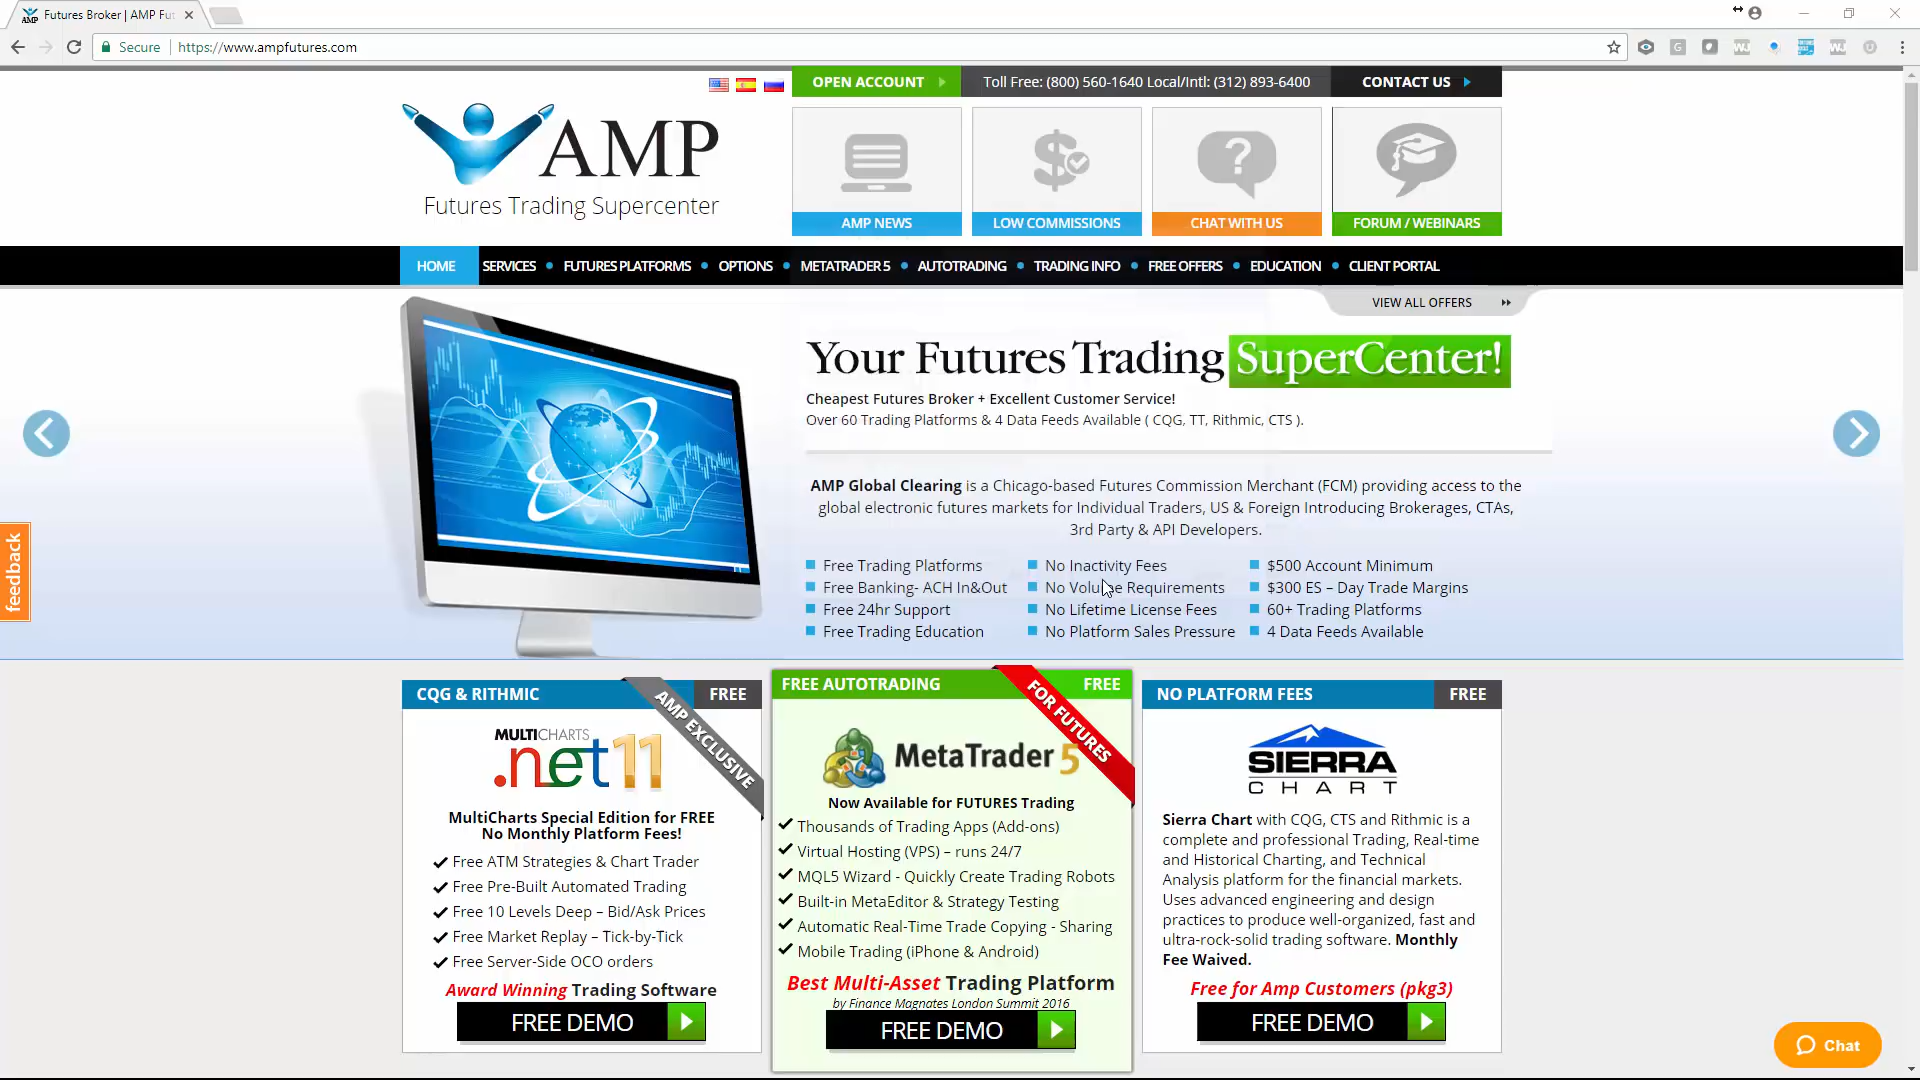 Futures Broker | AMP Fut
Secure https://www.ampfutures.com
OPEN ACCOUNT
Toll Free: (800) 560-1640 Local/Intl: (312) 893-6400
CONTACT US
AMP
AMP
Futures Trading Supercenter
AMP NEWS
LOW COMMISSIONS
CHAT WITH US
FORUM / WEBINARS
HOME SERVICES FUTURES PLATFORMS OPTIONS METATRADER 5 AUTOTRADING TRADING INFO FREE OFFERS EDUCATION CLIENT PORTAL
VIEW ALL OFFERS
Your Futures Trading SuperCenter!
Cheapest Futures Broker + Excellent Customer Service!
Over 60 Trading Platforms & 4 Data Feeds Available ( CQG, TT, Rithmic, CTS ).
AMP Global Clearing is a Chicago-based Futures Commission Merchant (FCM) providing access to the
global electronic futures markets for Individual Traders, US & Foreign Introducing Brokerages, CTAs,
3rd Party & API Developers.
Free Trading Platforms
Free Banking- ACH In&Out
Free 24hr Support
Free Trading Education
No Inactivity Fees
No Volume Requirements
No Lifetime License Fees
No Platform Sales Pressure
$500 Account Minimum
$300 ES – Day Trade Margins
60+ Trading Platforms
4 Data Feeds Available
feedback
CQG & RITHMIC FREE
AMP EXCLUSIVE
MULTICHARTS
.net 11
MultiCharts Special Edition for FREE
No Monthly Platform Fees!
Free ATM Strategies & Chart Trader
Free Pre-Built Automated Trading
Free 10 Levels Deep – Bid/Ask Prices
Free Market Replay – Tick-by-Tick
Free Server-Side OCO orders
Award Winning Trading Software
FREE DEMO
FREE AUTOTRADING FREE
FOR FUTURES
MetaTrader 5
Now Available for FUTURES Trading
Thousands of Trading Apps (Add-ons)
Virtual Hosting (VPS) – runs 24/7
MQL5 Wizard - Quickly Create Trading Robots
Built-in MetaEditor & Strategy Testing
Automatic Real-Time Trade Copying - Sharing
Mobile Trading (iPhone & Android)
Best Multi-Asset Trading Platform
by Finance Magnates London Summit 2016
FREE DEMO
NO PLATFORM FEES FREE
SIERRA
CHART
Sierra Chart with CQG, CTS and Rithmic is a
complete and professional Trading, Real-time
and Historical Charting, and Technical
Analysis platform for the financial markets.
Uses advanced engineering and design
practices to produce well-organized, fast and
ultra-rock-solid trading software. Monthly
Fee Waived.
Free for Amp Customers (pkg3)
FREE DEMO
Chat